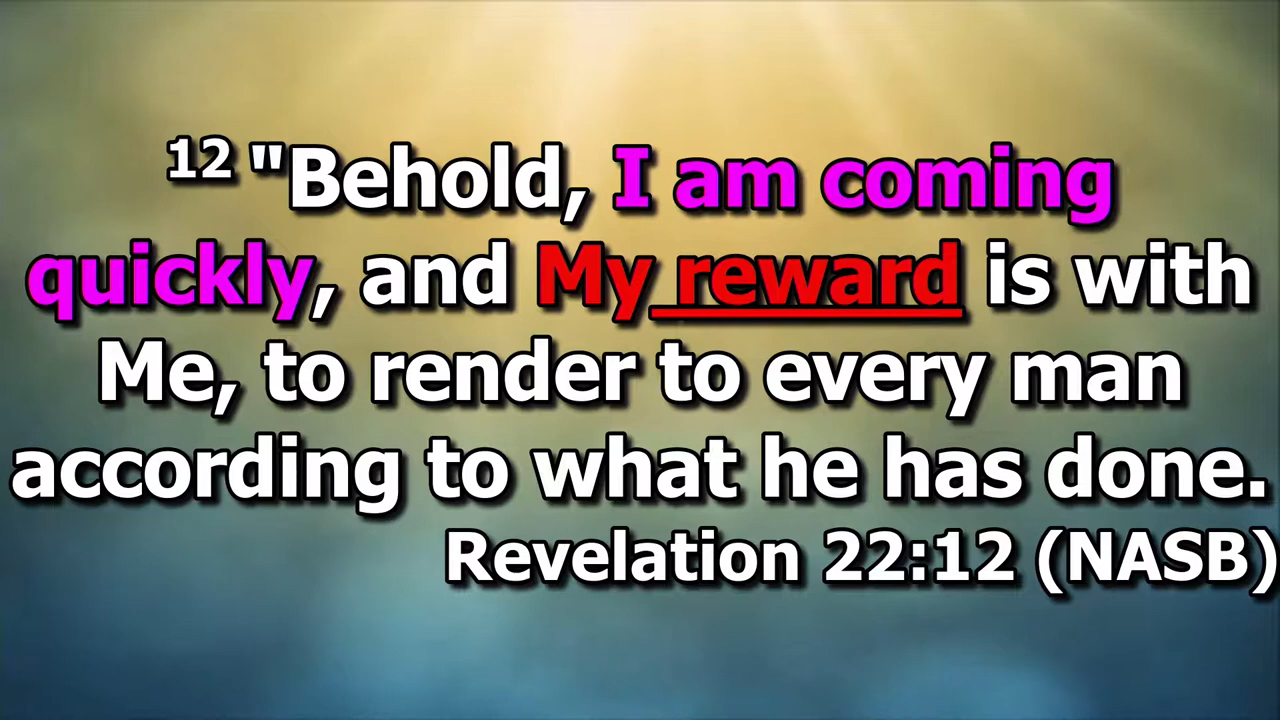 12 "Behold, I am coming
quickly, and My reward is with
Me, to render to every man
according to what he has done.
Revelation 22:12 (NASB)